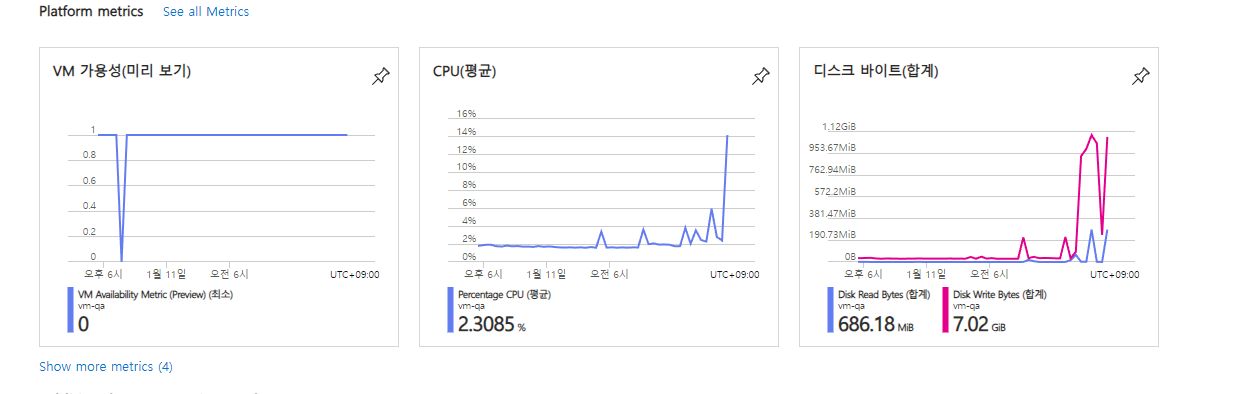 Platform metrics See all Metrics
VM 가용성(미리 보기)
1
0.8
0.6
0.4
0.2
0
오후 6시 1월 11일 오전 6시 UTC+09:00
VM Availability Metric (Preview) (최소)
vm-qa
0
CPU(평균)
16%
14%
12%
10%
8%
6%
4%
2%
0%
오후 6시 1월 11일 오전 6시 UTC+09:00
Percentage CPU (평균)
vm-qa
2.3085 %
디스크 바이트(합계)
1.12GiB
953.67MiB
762.94MiB
572.2MiB
381.47MiB
190.73MiB
0B
오후 6시 1월 11일 오전 6시 UTC+09:00
Disk Read Bytes (합계)
vm-qa
686.18 MiB
Disk Write Bytes (합계)
vm-qa
7.02 GiB
Show more metrics (4)